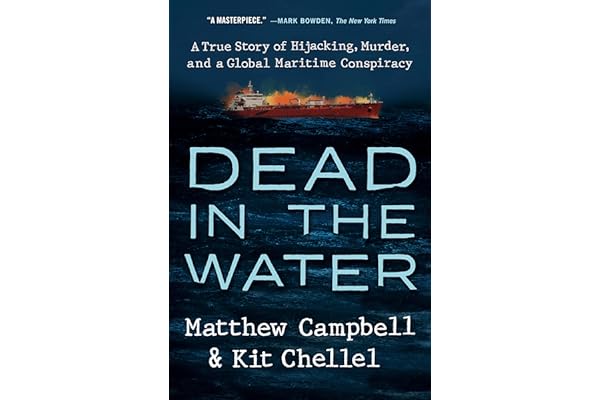 "A MASTERPIECE." —MARK BOWDEN, The New York Times
A True Story of Hijacking, Murder,
and a Global Maritime Conspiracy
DEAD
IN THE
WATER
Matthew Campbell
& Kit Chellel